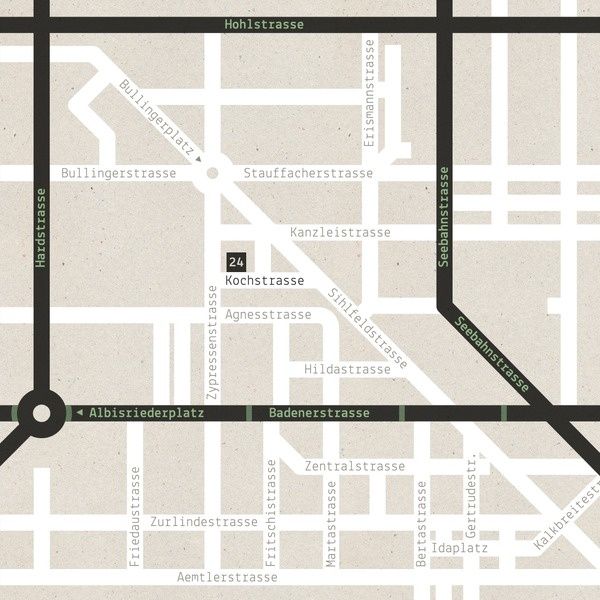 Hohlstrasse
Erismannstrasse
Bullingerplatz
Bullingerstrasse
Stauffacherstrasse
Hardstrasse
Seebahnstrasse
Kanzleistrasse
24
Kochstrasse
Zypressenstrasse
Agnesstrasse
Sihlfeldstrasse
Seebahnstrasse
Hildastrasse
Albisriederplatz
Badenerstrasse
Zentralstrasse
Friedaustrasse
Fritschistrasse
Martastrasse
Bertastrasse
Gertrudestr.
Zurlindestrasse
Idaplatz
Kalkbreitestr
Aemtlerstrasse